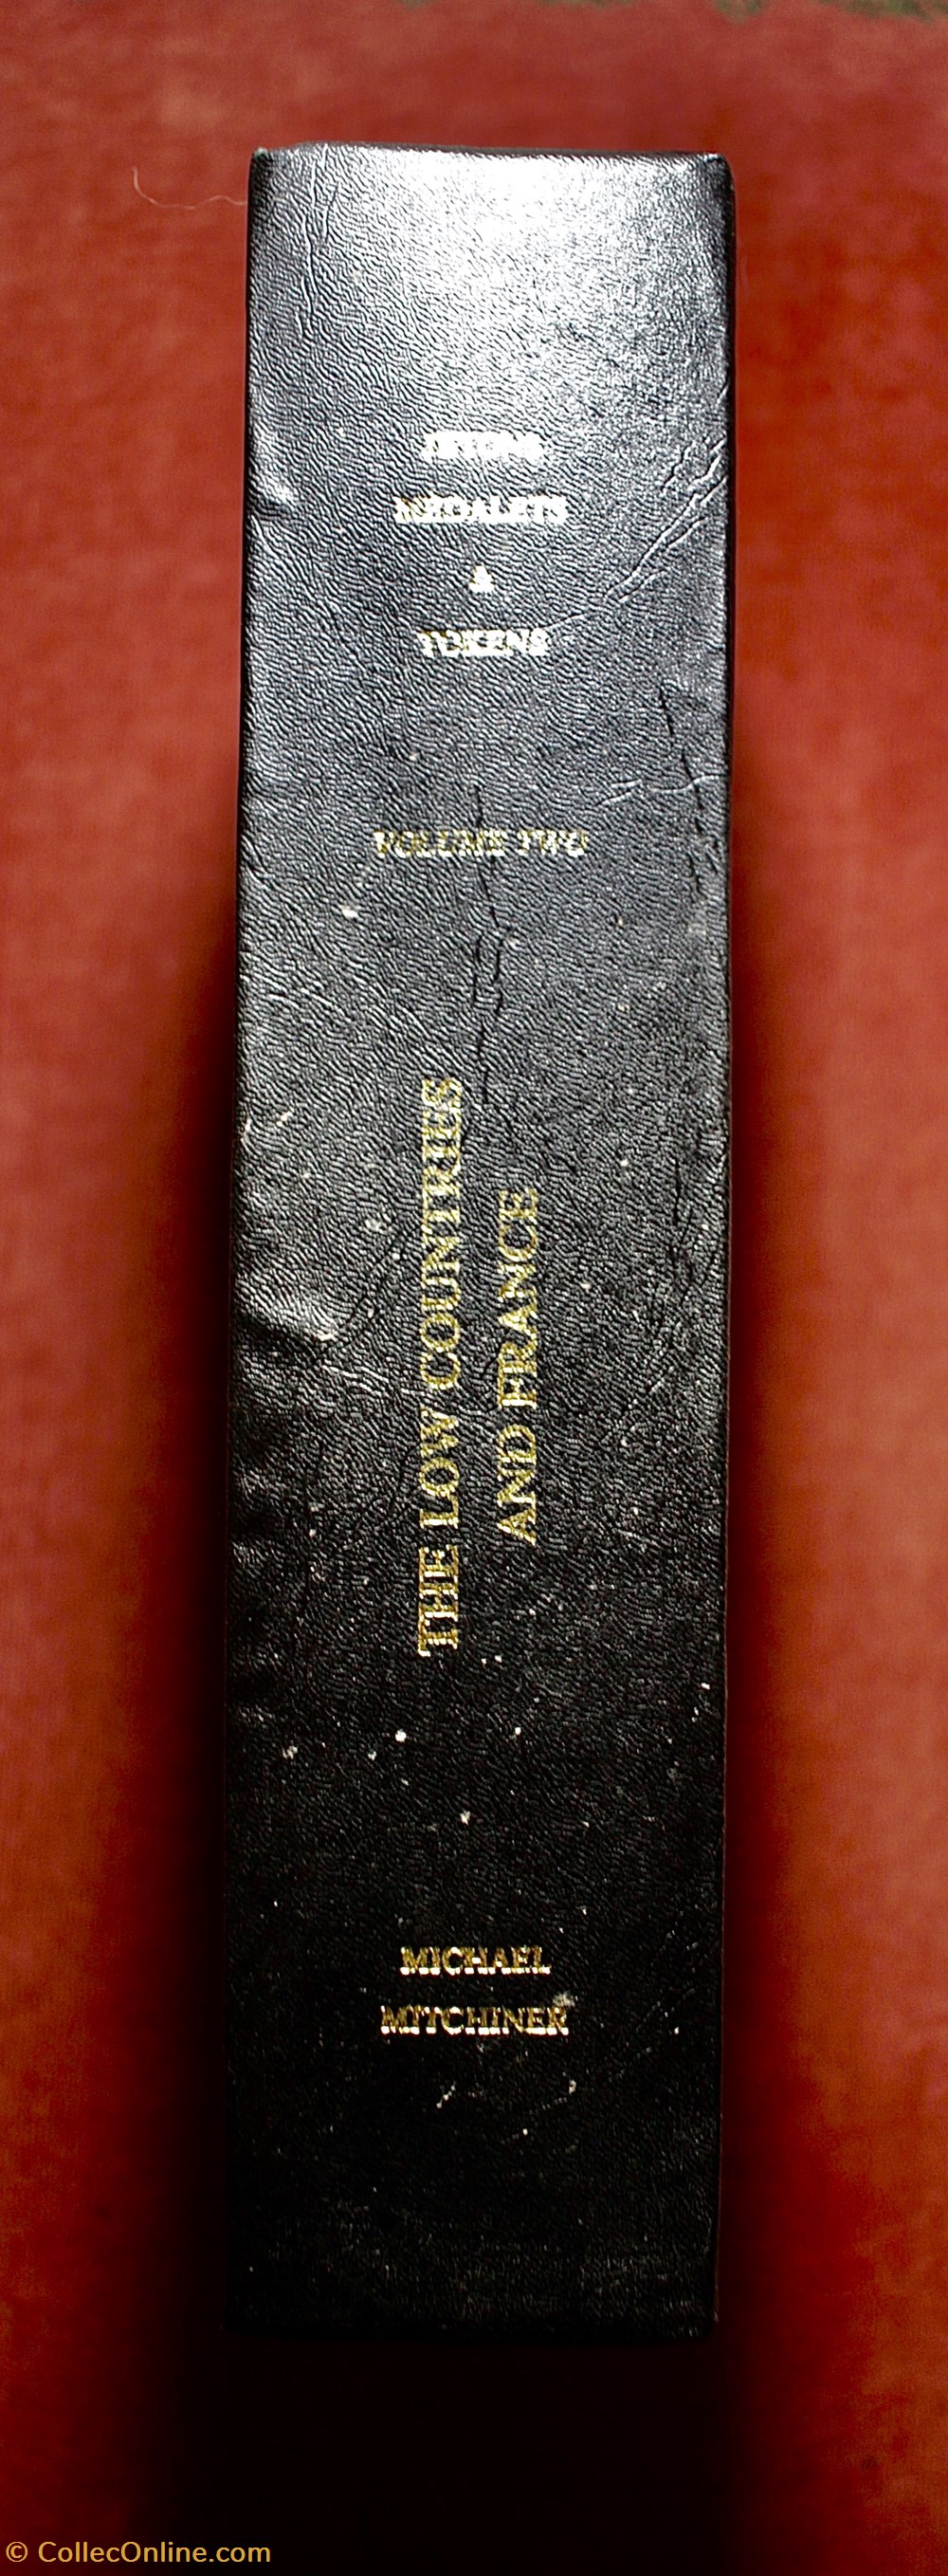 JETONS
MEDALETS
&
TOKENS
VOLUME TWO
THE LOW COUNTRIES
AND FRANCE
MICHAEL
MITCHINER
© CollecOnline.com